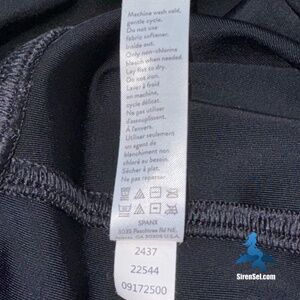 Machine wash cold,
gentle cycle.
Do not use
fabric softener.
Inside out.
Only non-chlorine
bleach when needed.
Lay flat to dry.
Do not iron.
Laver à froid
en machine,
cycle délicat.
Ne pas utiliser
d'assouplissant.
À l'envers.
Utiliser seulement
un agent de
blanchiment non
chloré au besoin.
Sécher à plat.
Ne pas repasser.
SPANX
3035 Peachtree Rd NE,
Atlanta, GA 30305 U.S.A.
2437
22544
09172500
SirenSel.com